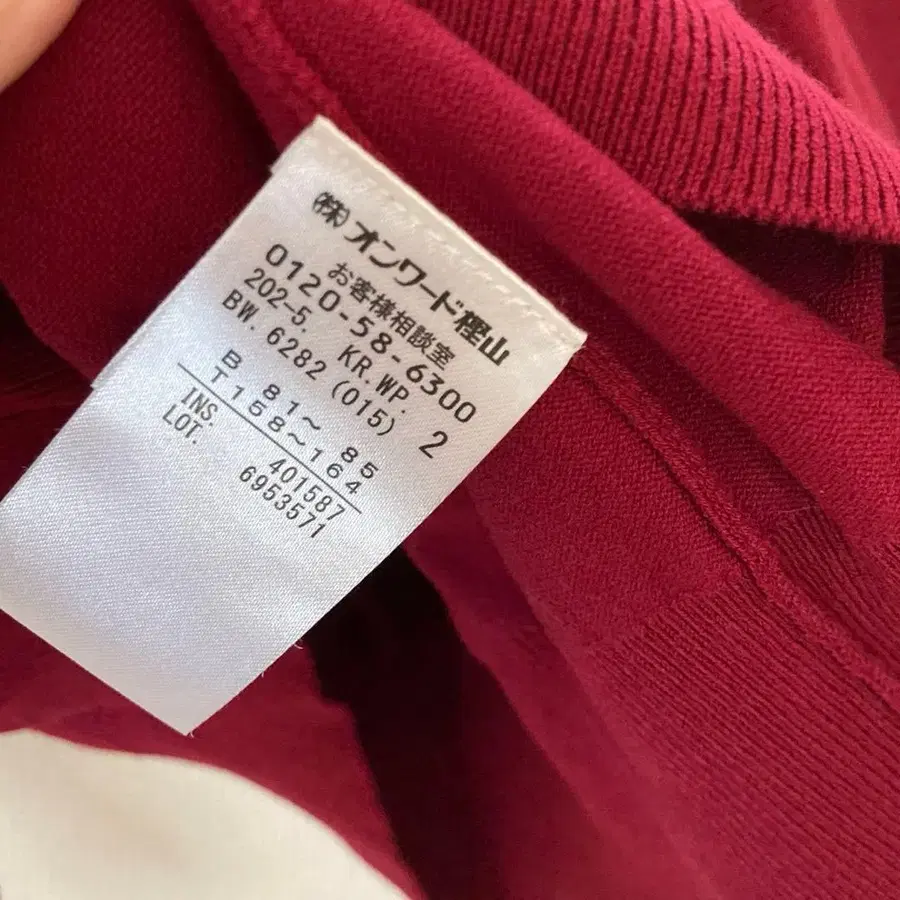 (株)オンワード樫山
お客様相談室
0120-58-6300
202-5. KR.WP.
BW. 6282 (015) 2
B 81～ 85
T158～164
INS. 401587
LOT. 6953571